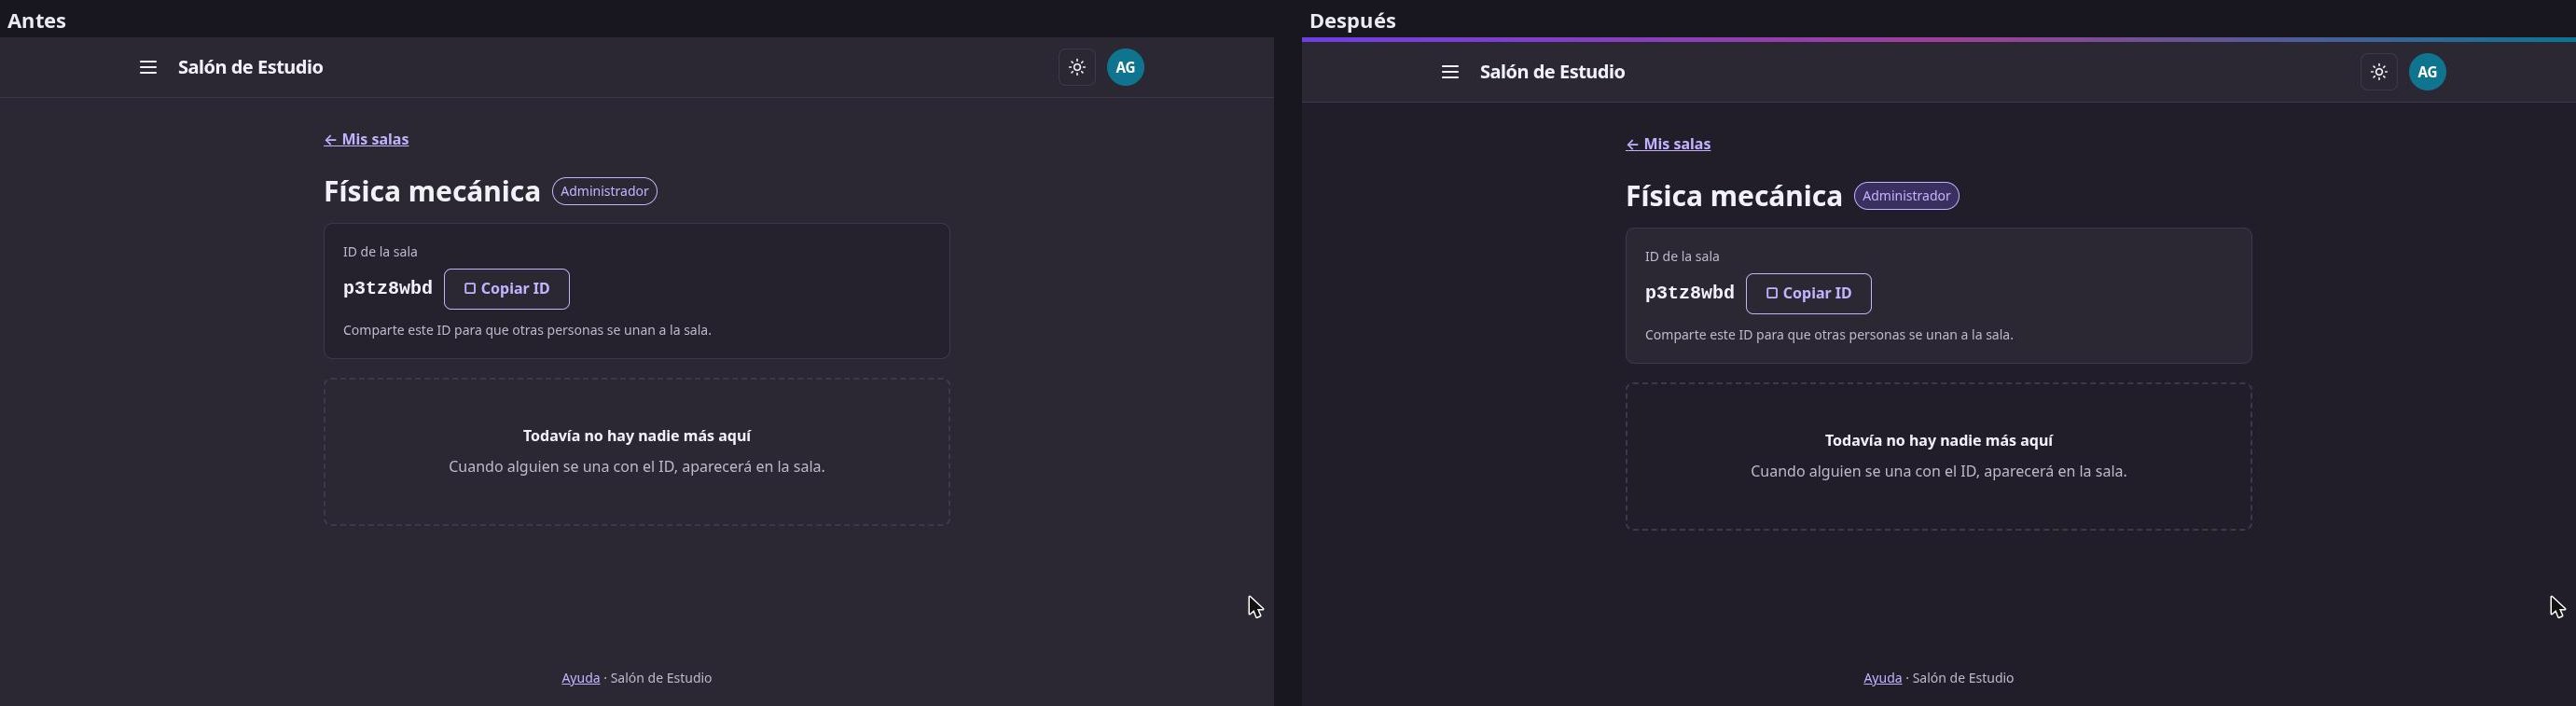 Antes
Salón de Estudio
AG
← Mis salas
Física mecánica
Administrador
ID de la sala
p3tz8wbd
Copiar ID
Comparte este ID para que otras personas se unan a la sala.
Todavía no hay nadie más aquí
Cuando alguien se una con el ID, aparecerá en la sala.
Ayuda · Salón de Estudio
Después
Salón de Estudio
AG
← Mis salas
Física mecánica
Administrador
ID de la sala
p3tz8wbd
Copiar ID
Comparte este ID para que otras personas se unan a la sala.
Todavía no hay nadie más aquí
Cuando alguien se una con el ID, aparecerá en la sala.
Ayuda · Salón de Estudio